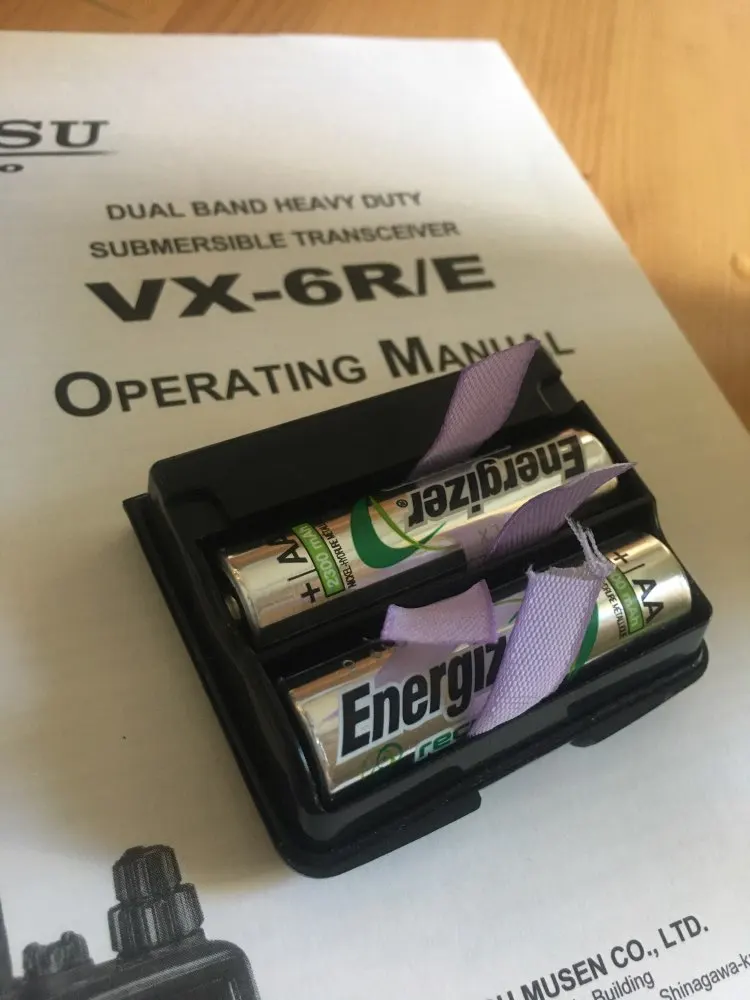 SU
DUAL BAND HEAVY DUTY
SUBMERSIBLE TRANSCEIVER
VX-6R/E
OPERATING MANUAL
Energizer®
+ AA
2300 mAh
Energiz
rec
+ AA
MUSEN CO., LTD.
Building
Shinagawa-k